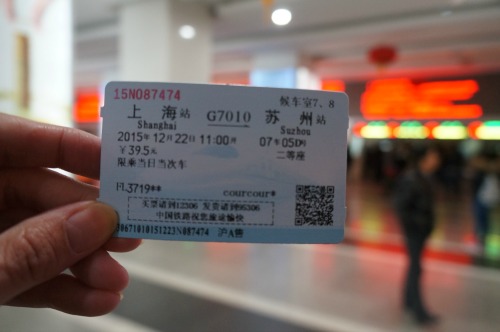 15N087474 候车室7、8
上海站 G7010 苏州站
Shanghai Suzhou
2015年12月22日11:00开 07车05D号
¥39.5元 二等座
限乘当日当次车
3719**
courcour*
买票请到12306 发货请到95306
中国铁路祝您旅途愉快
沪A售